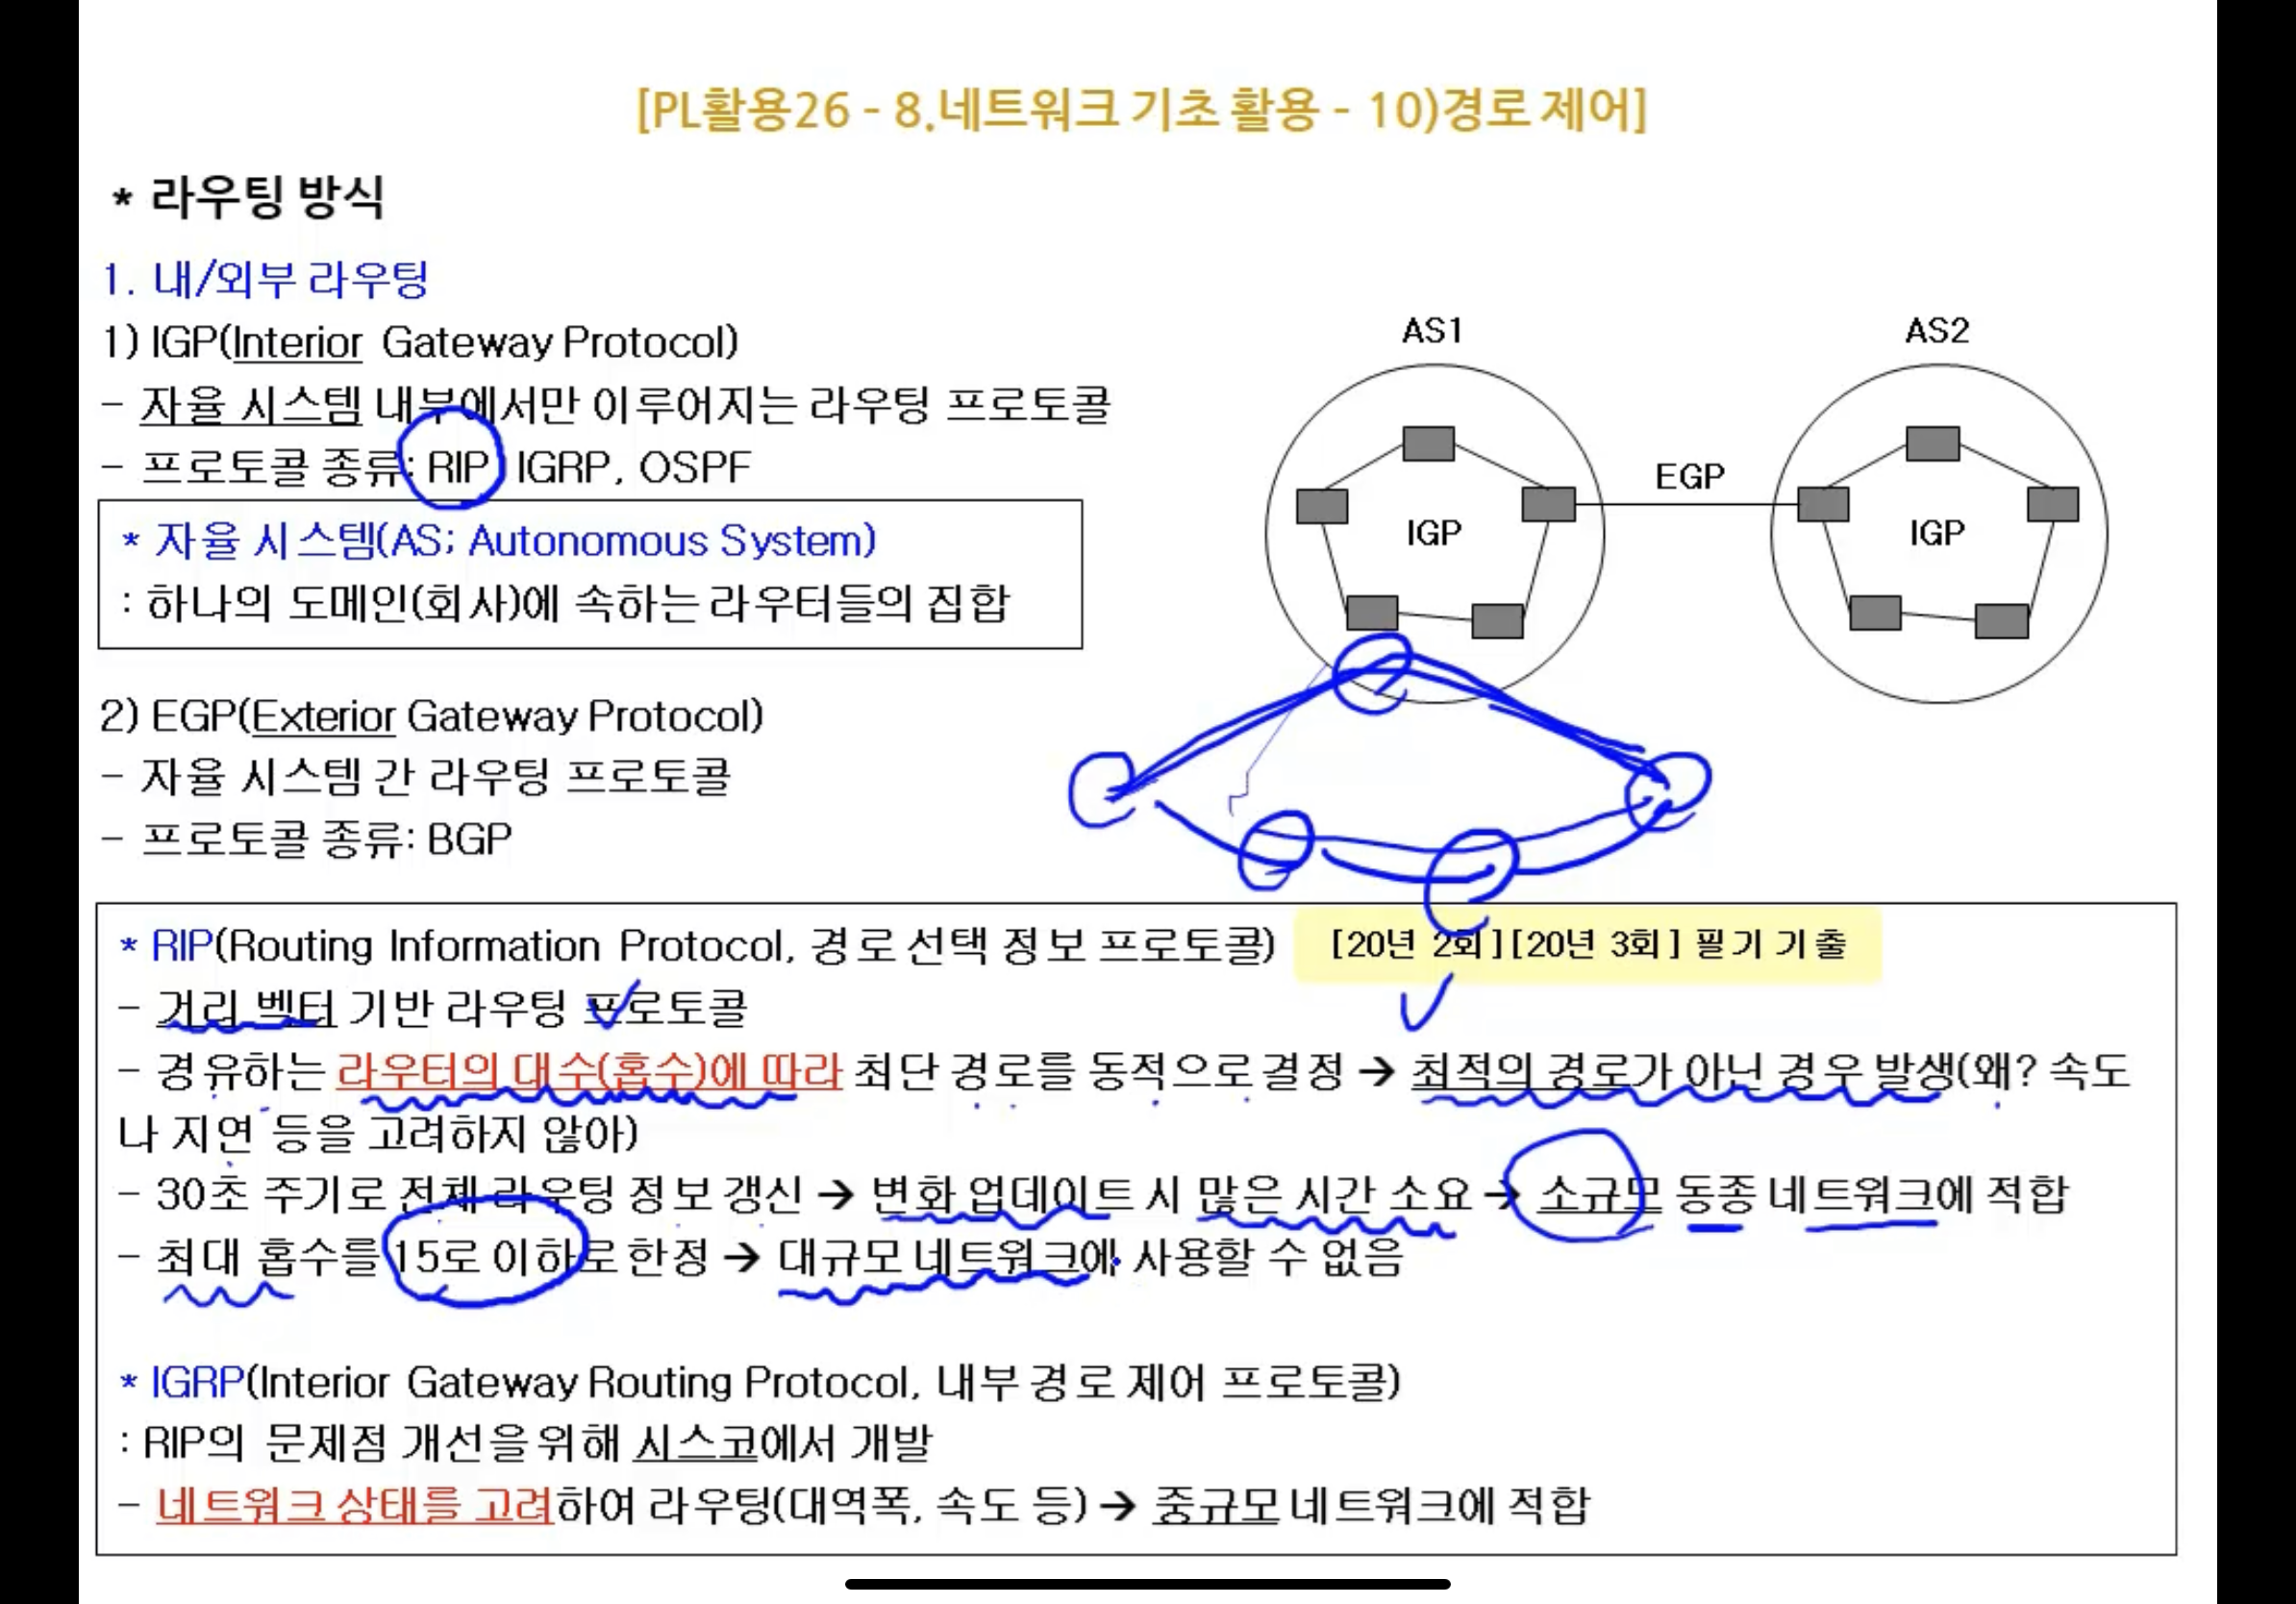 [PL활용26 - 8.네트워크 기초 활용 - 10)경로 제어]
* 라우팅 방식
1. 내/외부 라우팅
1) IGP(Interior Gateway Protocol)
- 자율 시스템 내부에서만 이루어지는 라우팅 프로토콜
- 프로토콜 종류: RIP, IGRP, OSPF
* 자율 시스템(AS; Autonomous System)
: 하나의 도메인(회사)에 속하는 라우터들의 집합
AS1
AS2
EGP
IGP
IGP
2) EGP(Exterior Gateway Protocol)
- 자율 시스템 간 라우팅 프로토콜
- 프로토콜 종류: BGP
* RIP(Routing Information Protocol, 경로 선택 정보 프로토콜) [20년 2회][20년 3회] 필기 기출
- 거리 벡터 기반 라우팅 프로토콜
- 경유하는 라우터의 대수(홉수)에 따라 최단 경로를 동적으로 결정 → 최적의 경로가 아닌 경우 발생(왜? 속도
나 지연 등을 고려하지 않아)
- 30초 주기로 전체 라우팅 정보 갱신 → 변화 업데이트 시 많은 시간 소요 → 소규모 동종 네트워크에 적합
- 최대 홉수를 15로 이하로 한정 → 대규모 네트워크에 사용할 수 없음
* IGRP(Interior Gateway Routing Protocol, 내부 경로 제어 프로토콜)
: RIP의 문제점 개선을 위해 시스코에서 개발
- 네트워크 상태를 고려하여 라우팅(대역폭, 속도 등) → 중규모 네트워크에 적합